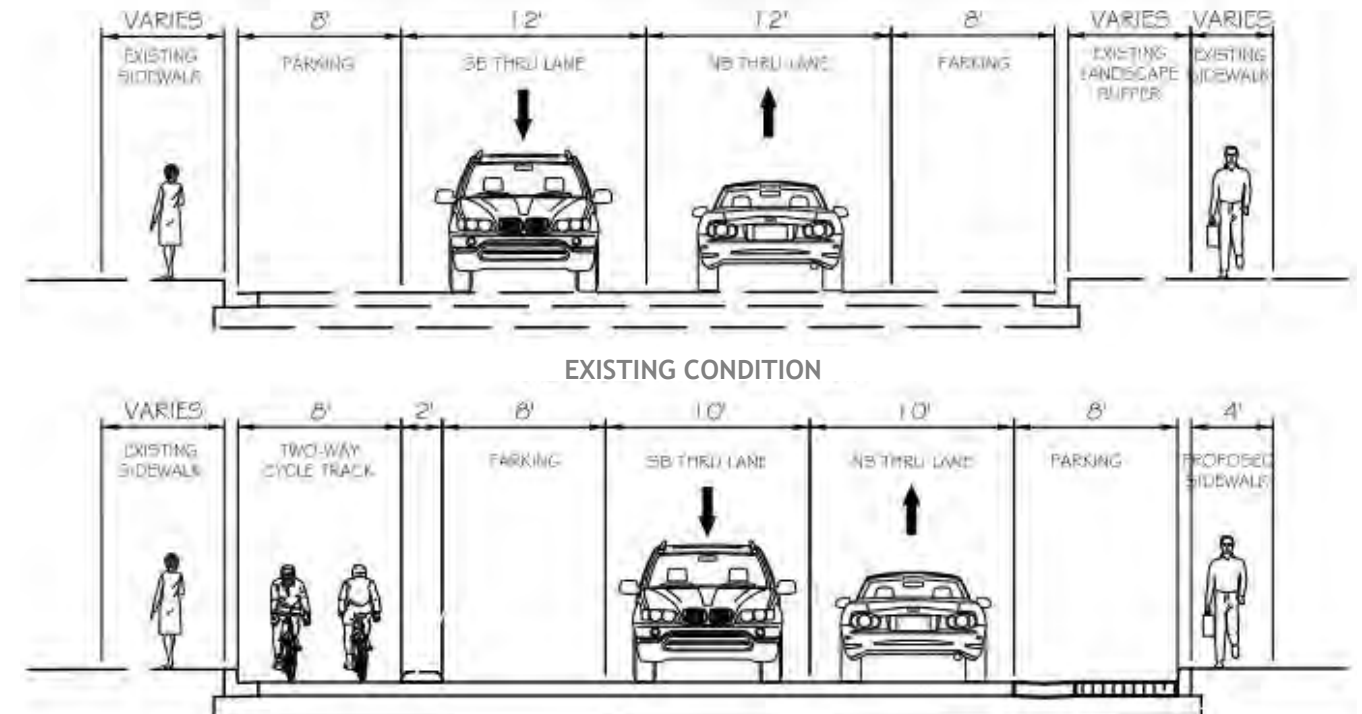 VARIES 8' 12' 12' 8' VARIES VARIES
EXISTING SIDEWALK
PARKING
SB THRU LANE
NB THRU LANE
PARKING
EXISTING LANDSCAPE BUFFER
EXISTING SIDEWALK
EXISTING CONDITION
VARIES 8' 2' 8' 10' 10' 8' 4'
EXISTING SIDEWALK
TWO-WAY CYCLE TRACK
PARKING
SB THRU LANE
NB THRU LANE
PARKING
PROPOSED SIDEWALK